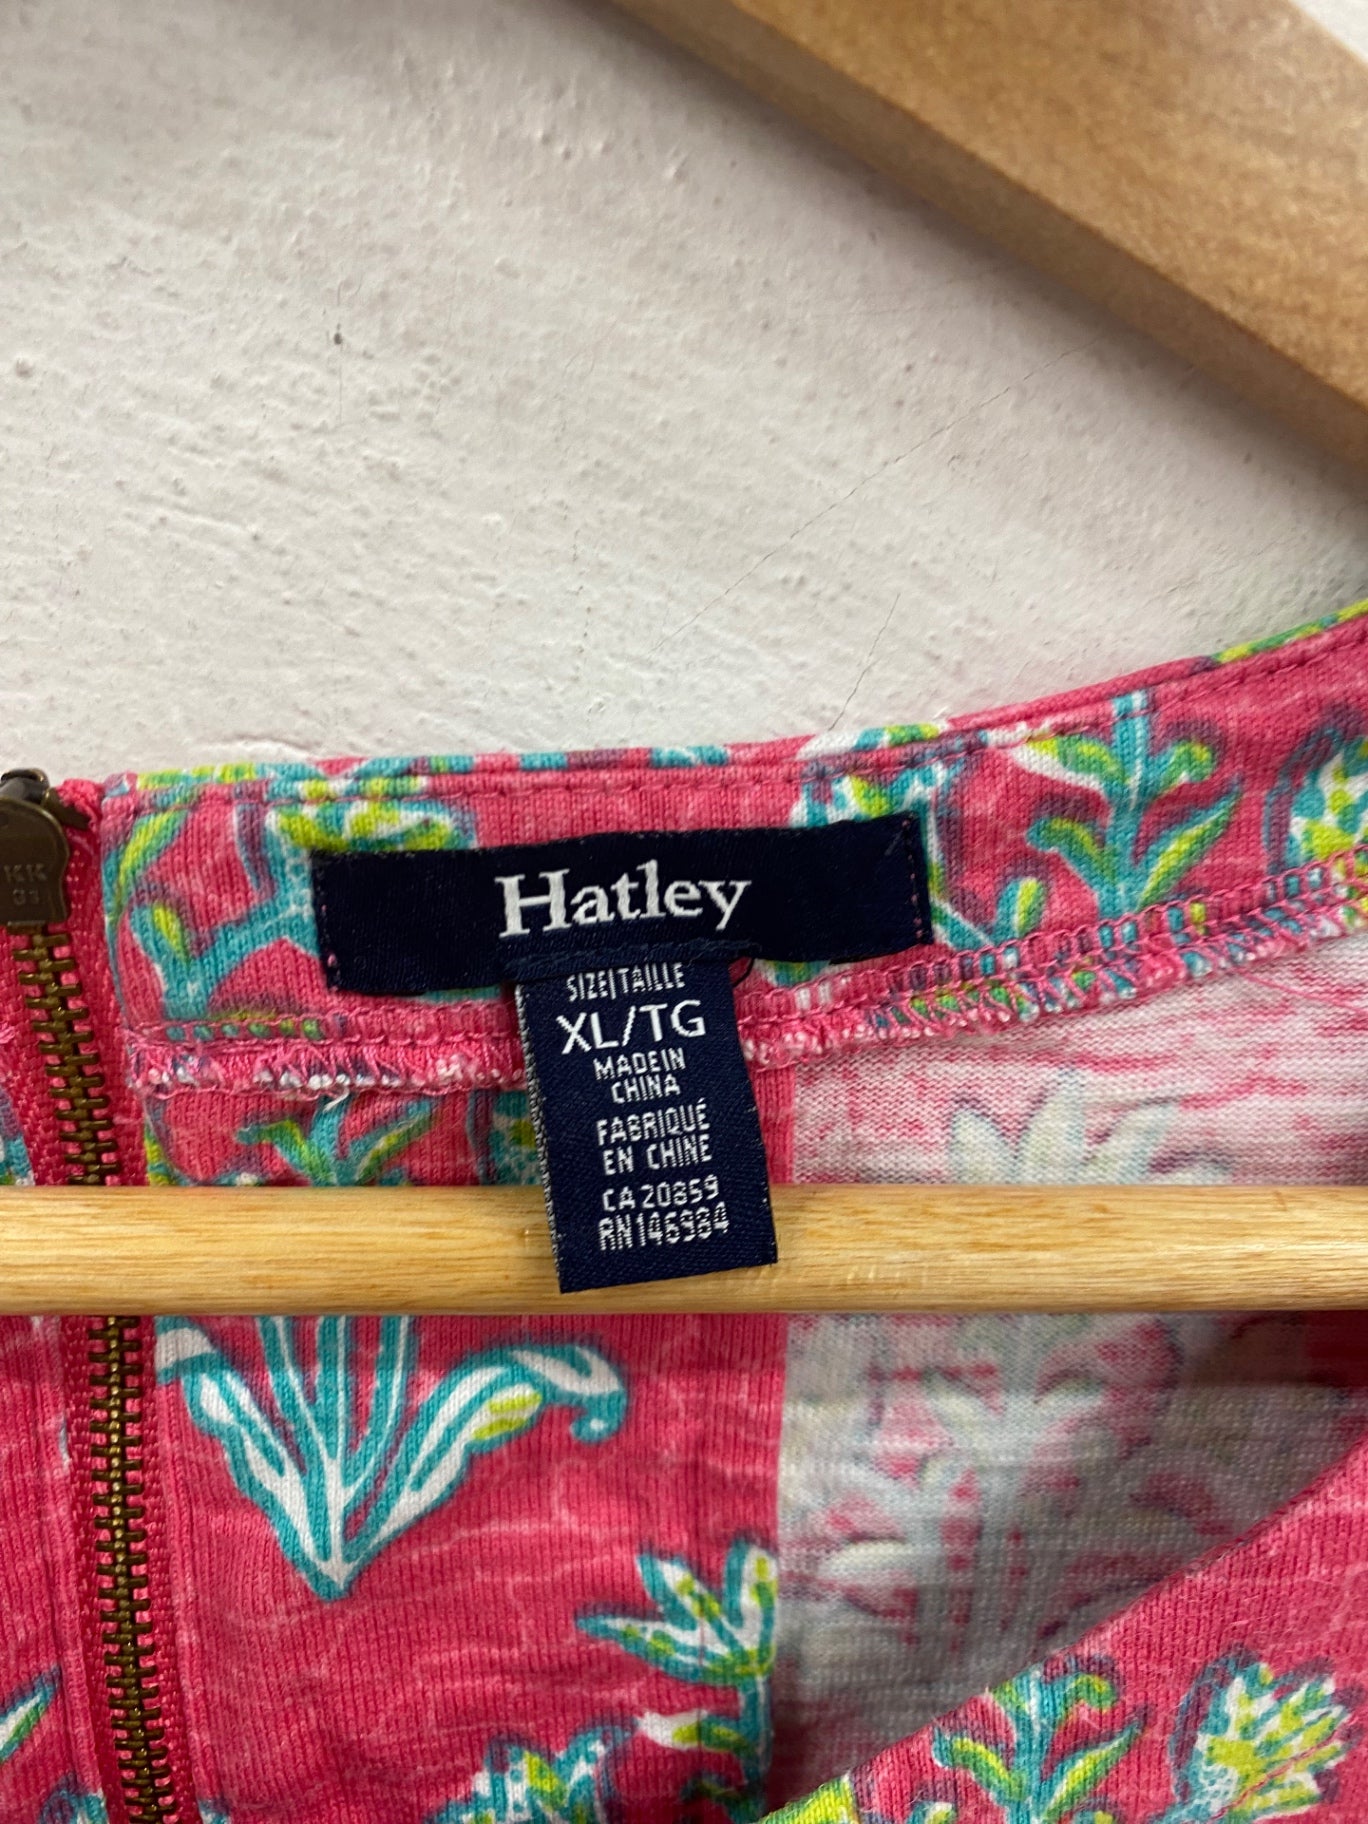 Hatley
SIZE|TAILLE
XL/TG
MADE IN
CHINA
FABRIQUÉ
EN CHINE
CA 20859
RN146984